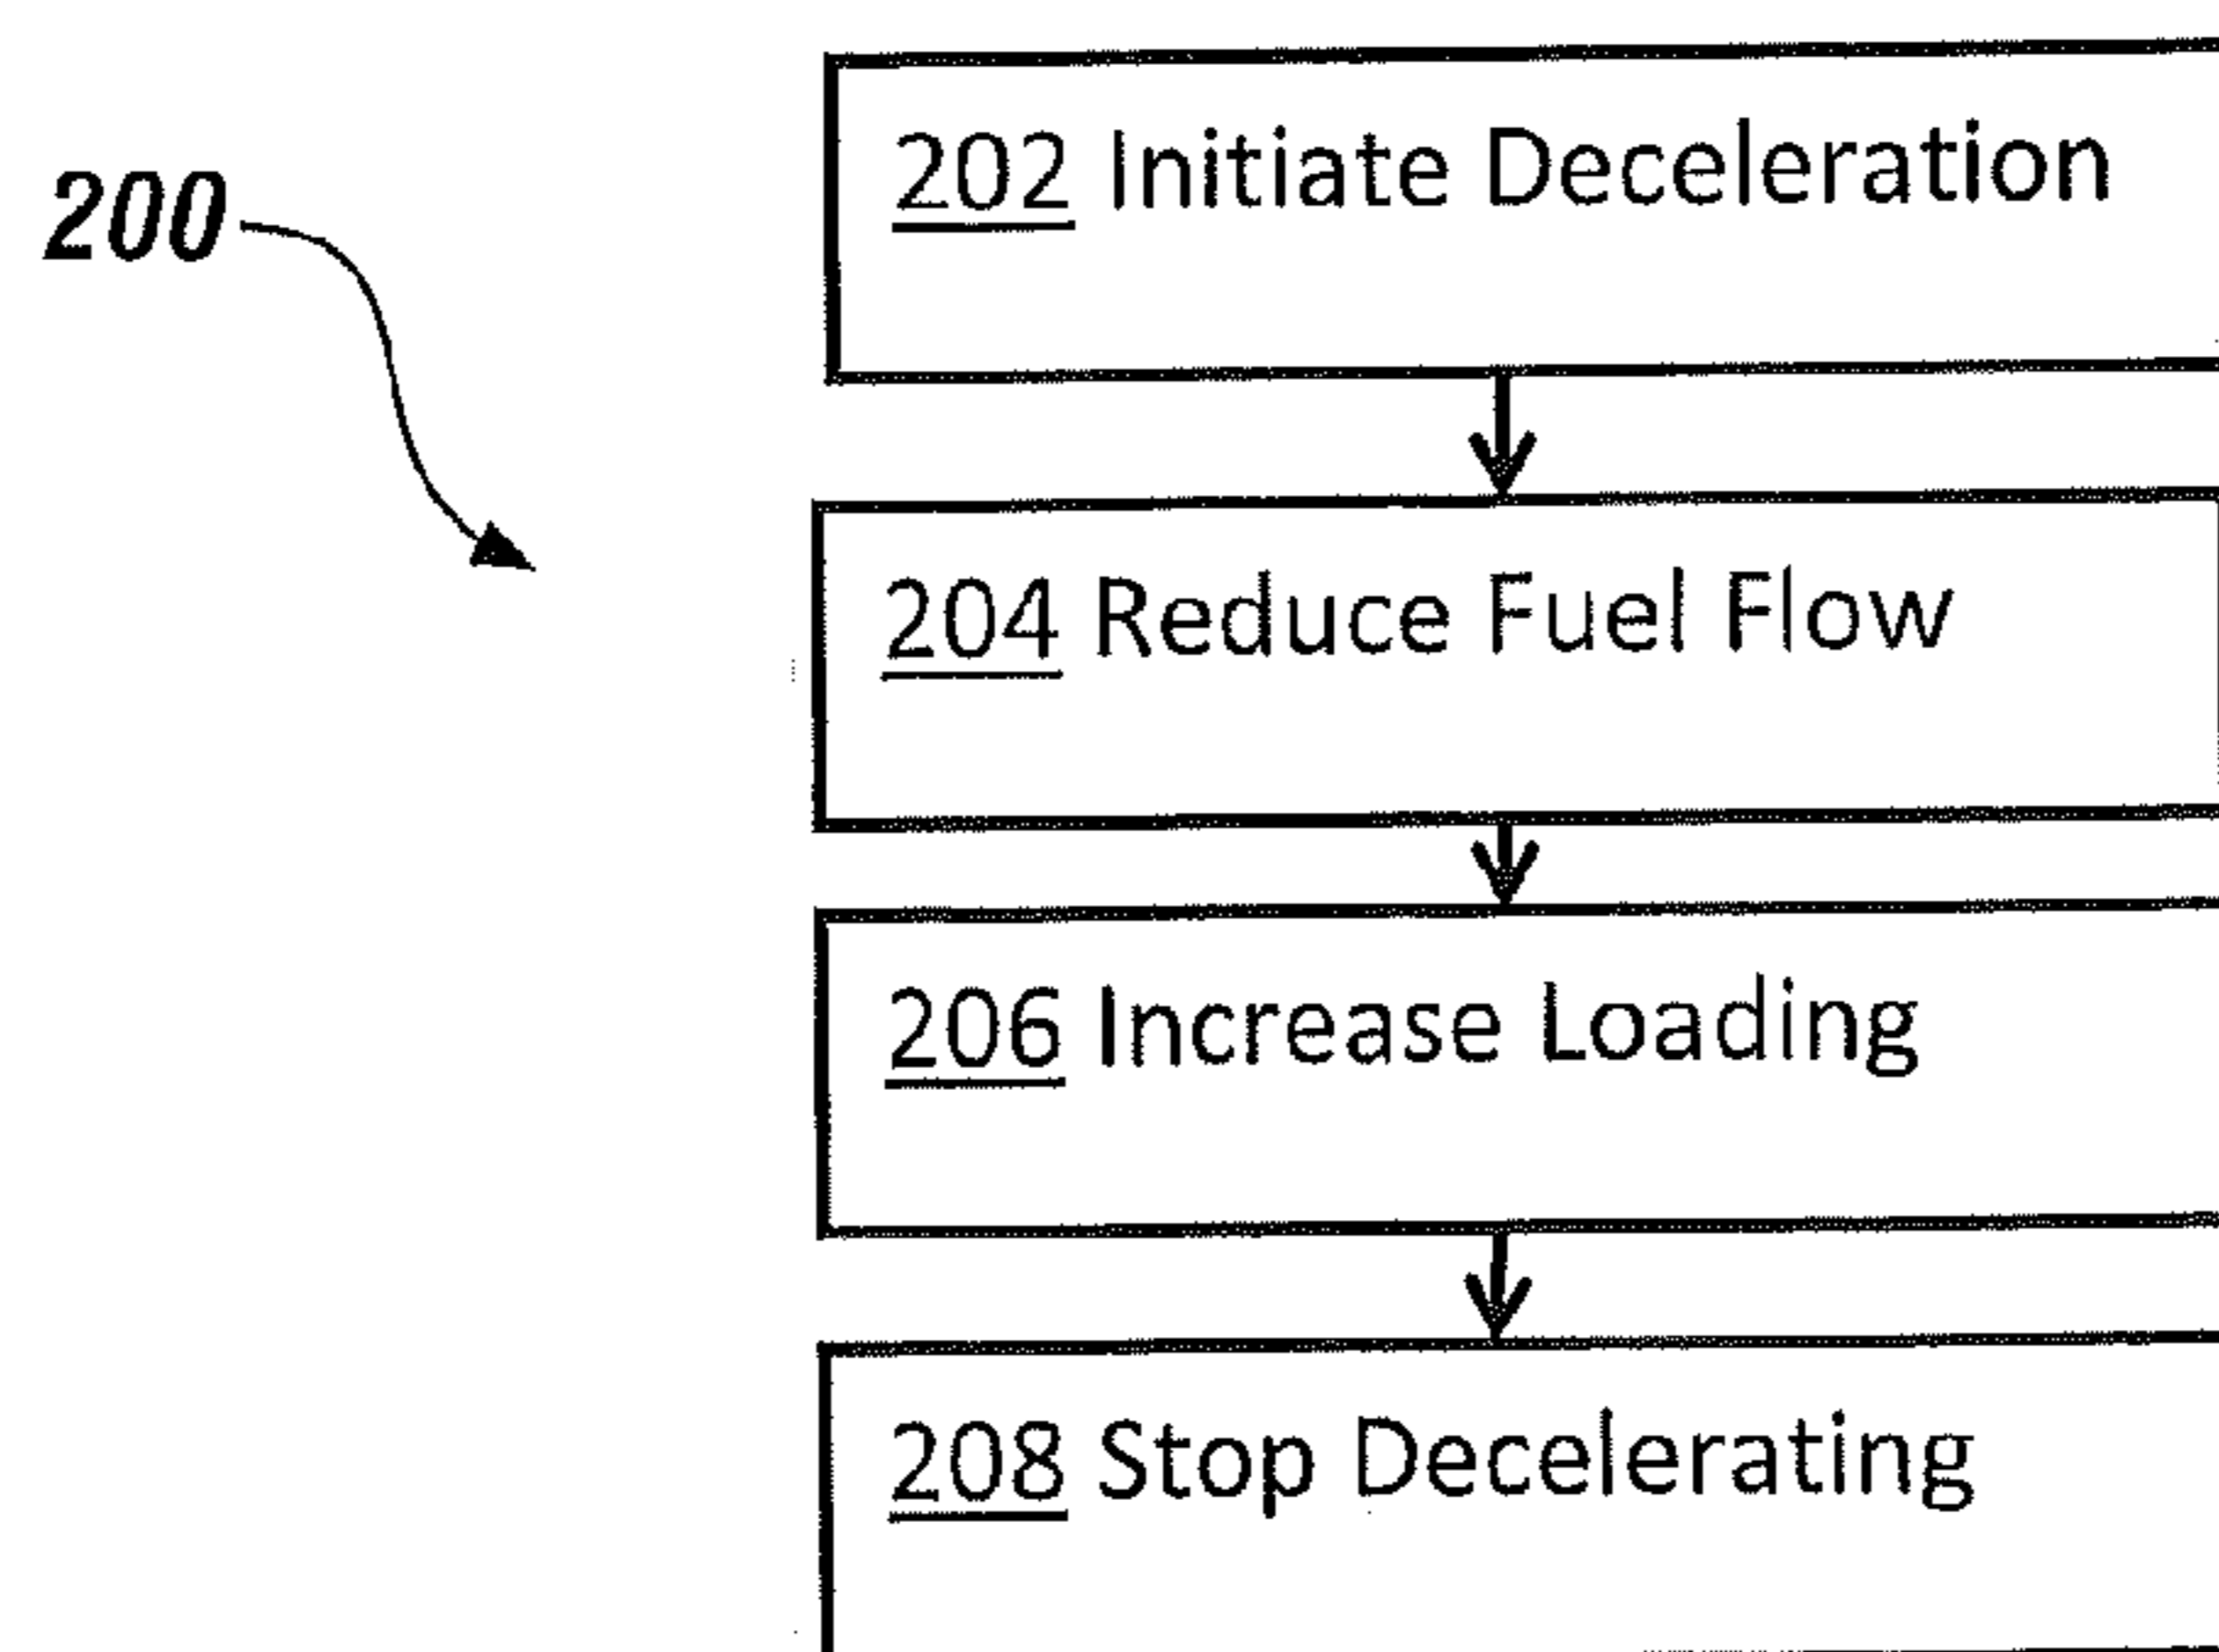 200
202 Initiate Deceleration
204 Reduce Fuel Flow
206 Increase Loading
208 Stop Decelerating